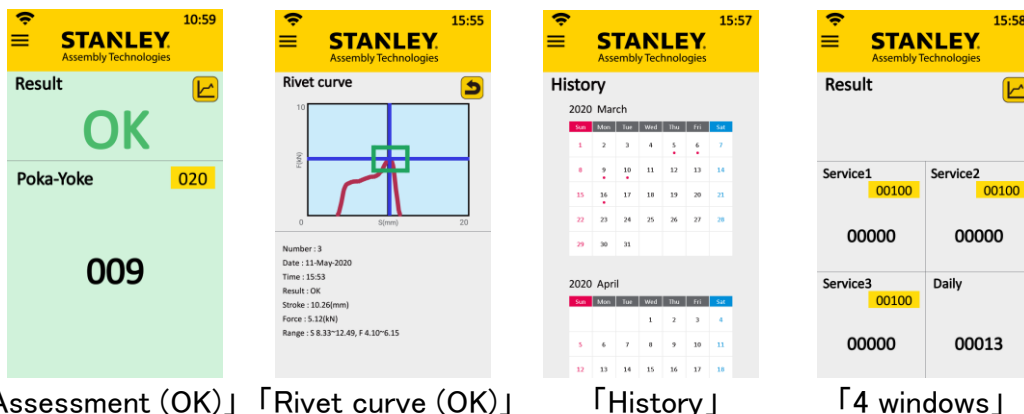 10:59
STANLEY.
Assembly Technologies
Result
OK
Poka-Yoke 020
009
15:55
STANLEY.
Assembly Technologies
Rivet curve
10
F(kN)
0 S(mm) 20
Number : 3
Date : 11-May-2020
Time : 15:53
Result : OK
Stroke : 10.26(mm)
Force : 5.12(kN)
Range : S 8.33~12.49, F 4.10~6.15
15:57
STANLEY.
Assembly Technologies
History
2020 March
Sun Mon Tue Wed Thu Fri Sat
1 2 3 4 5 6 7
8 9 10 11 12 13 14
15 16 17 18 19 20 21
22 23 24 25 26 27 28
29 30 31
2020 April
Sun Mon Tue Wed Thu Fri Sat
1 2 3 4
5 6 7 8 9 10 11
12 13 14 15 16 17 18
15:58
STANLEY.
Assembly Technologies
Result
Service1 Service2
00100 00100
00000 00000
Service3 Daily
00100
00000 00013
Assessment (OK)」 「Rivet curve (OK)」 「History」 「4 windows」